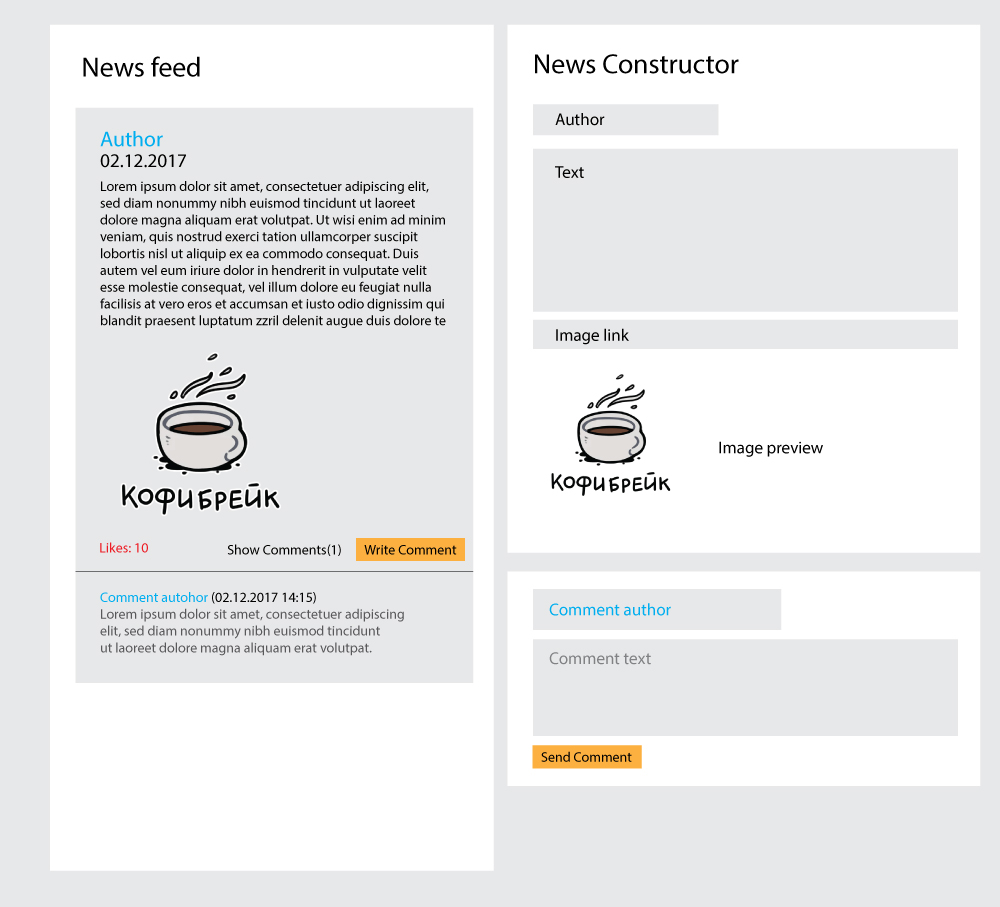 News feed
Author
02.12.2017
Lorem ipsum dolor sit amet, consectetuer adipiscing elit,
sed diam nonummy nibh euismod tincidunt ut laoreet
dolore magna aliquam erat volutpat. Ut wisi enim ad minim
veniam, quis nostrud exerci tation ullamcorper suscipit
lobortis nisl ut aliquip ex ea commodo consequat. Duis
autem vel eum iriure dolor in hendrerit in vulputate velit
esse molestie consequat, vel illum dolore eu feugiat nulla
facilisis at vero eros et accumsan et iusto odio dignissim qui
blandit praesent luptatum zzril delenit augue duis dolore te
КОФИБРЕЙК
Likes: 10
Show Comments(1)
Write Comment
Comment autohor (02.12.2017 14:15)
Lorem ipsum dolor sit amet, consectetuer adipiscing
elit, sed diam nonummy nibh euismod tincidunt
ut laoreet dolore magna aliquam erat volutpat.
News Constructor
Author
Text
Image link
КОФИБРЕЙК
Image preview
Comment author
Comment text
Send Comment